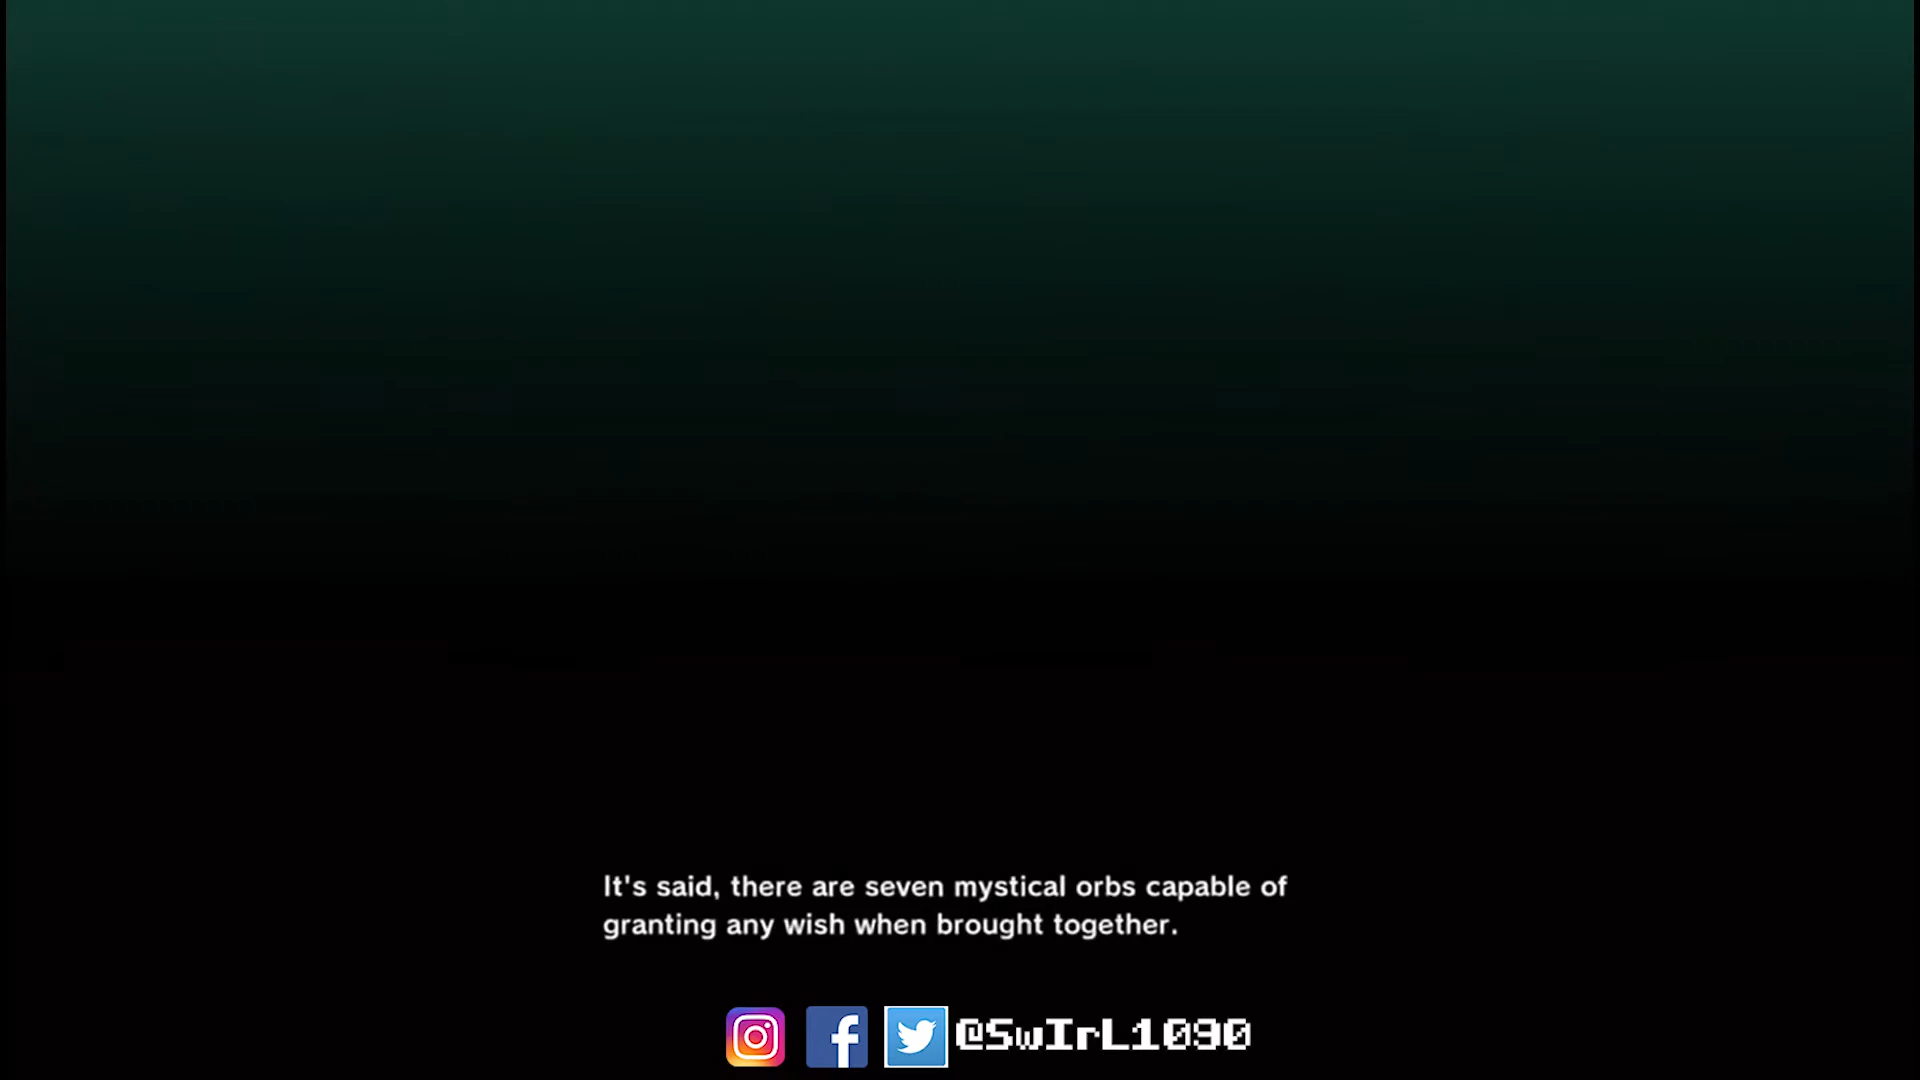 It's said, there are seven mystical orbs capable of
granting any wish when brought together.
@SwIrL1090